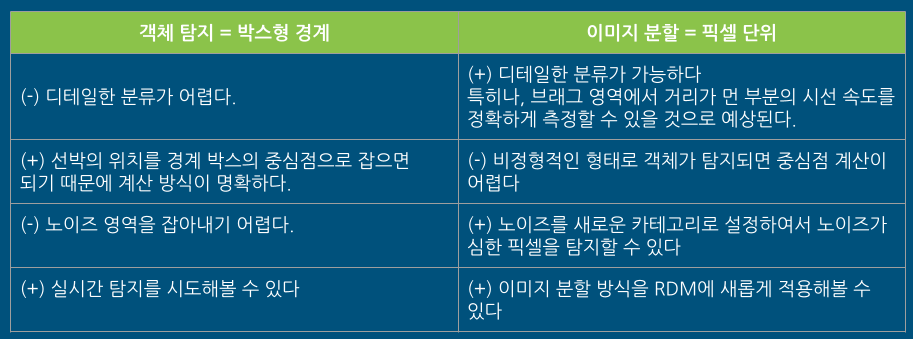 객체 탐지 = 박스형 경계
이미지 분할 = 픽셀 단위
(-) 디테일한 분류가 어렵다.
(+) 디테일한 분류가 가능하다
특히나, 브래그 영역에서 거리가 먼 부분의 시선 속도를
정확하게 측정할 수 있을 것으로 예상된다.
(+) 선박의 위치를 경계 박스의 중심점으로 잡으면
되기 때문에 계산 방식이 명확하다.
(-) 비정형적인 형태로 객체가 탐지되면 중심점 계산이
어렵다
(-) 노이즈 영역을 잡아내기 어렵다.
(+) 노이즈를 새로운 카테고리로 설정하여서 노이즈가
심한 픽셀을 탐지할 수 있다
(+) 실시간 탐지를 시도해볼 수 있다
(+) 이미지 분할 방식을 RDM에 새롭게 적용해볼 수
있다